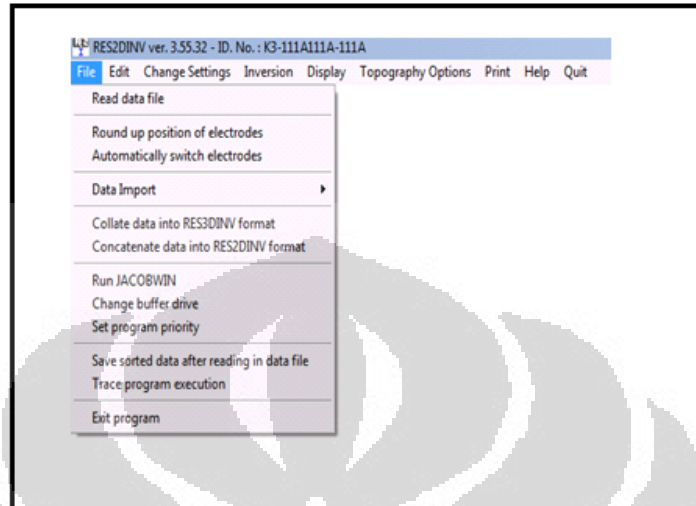 RES2DINV ver. 3.55.32 - ID. No. : K3-111A111A-111A
File Edit Change Settings Inversion Display Topography Options Print Help Quit
Read data file
Round up position of electrodes
Automatically switch electrodes
Data Import
Collate data into RES3DINV format
Concatenate data into RES2DINV format
Run JACOBWIN
Change buffer drive
Set program priority
Save sorted data after reading in data file
Trace program execution
Exit program